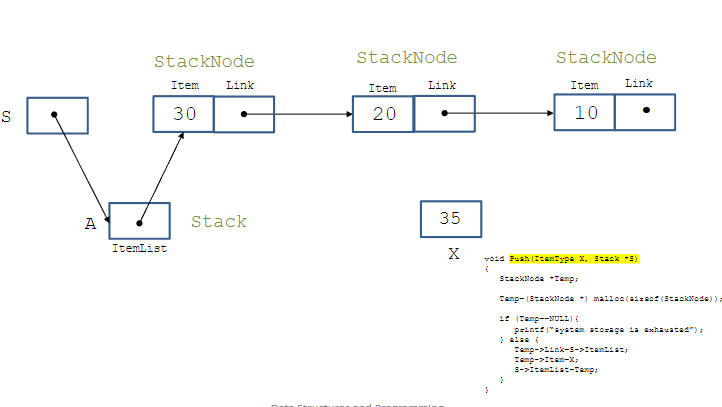 StackNode
StackNode
StackNode
Item Link
Item Link
Item Link
S
30
20
10
A
Stack
ItemList
35
X
void Push(ItemType X, Stack *S)
{
StackNode *Temp;
Temp=(StackNode *) malloc(sizeof(StackNode));
if (Temp==NULL){
printf("system storage is exhausted");
} else {
Temp->Link=S->ItemList;
Temp->Item=X;
S->ItemList=Temp;
}
}
Data Structures and Programming